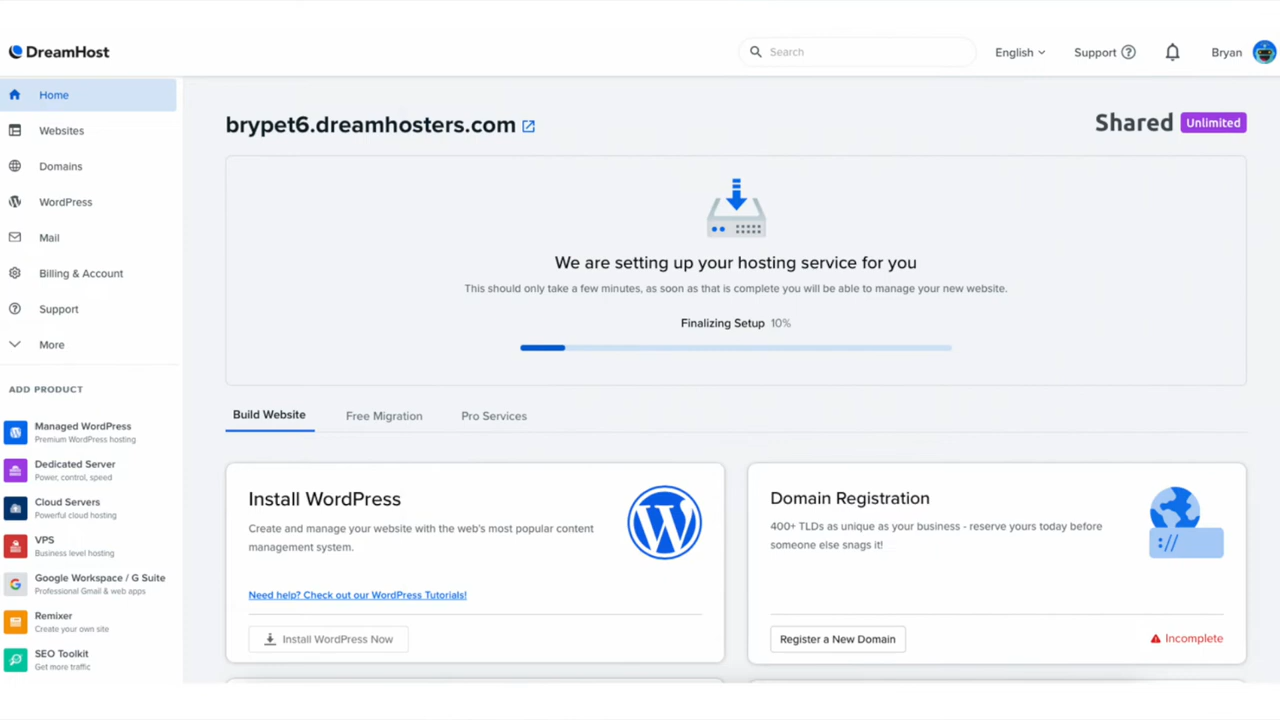 DreamHost
Search
English
Support
Bryan
Home
Websites
Domains
WordPress
Mail
Billing & Account
Support
More
ADD PRODUCT
Managed WordPress
Premium WordPress hosting
Dedicated Server
Power, control, speed
Cloud Servers
Powerful cloud hosting
VPS
Business level hosting
Google Workspace / G Suite
Professional Gmail & web apps
Remixer
Create your own site
SEO Toolkit
Get more traffic
brypet6.dreamhosters.com
Shared Unlimited
We are setting up your hosting service for you
This should only take a few minutes, as soon as that is complete you will be able to manage your new website.
Finalizing Setup 10%
Build Website
Free Migration
Pro Services
Install WordPress
Create and manage your website with the web's most popular content
management system.
Need help? Check out our WordPress Tutorials!
Install WordPress Now
Domain Registration
400+ TLDs as unique as your business - reserve yours today before
someone else snags it!
://
Register a New Domain
Incomplete